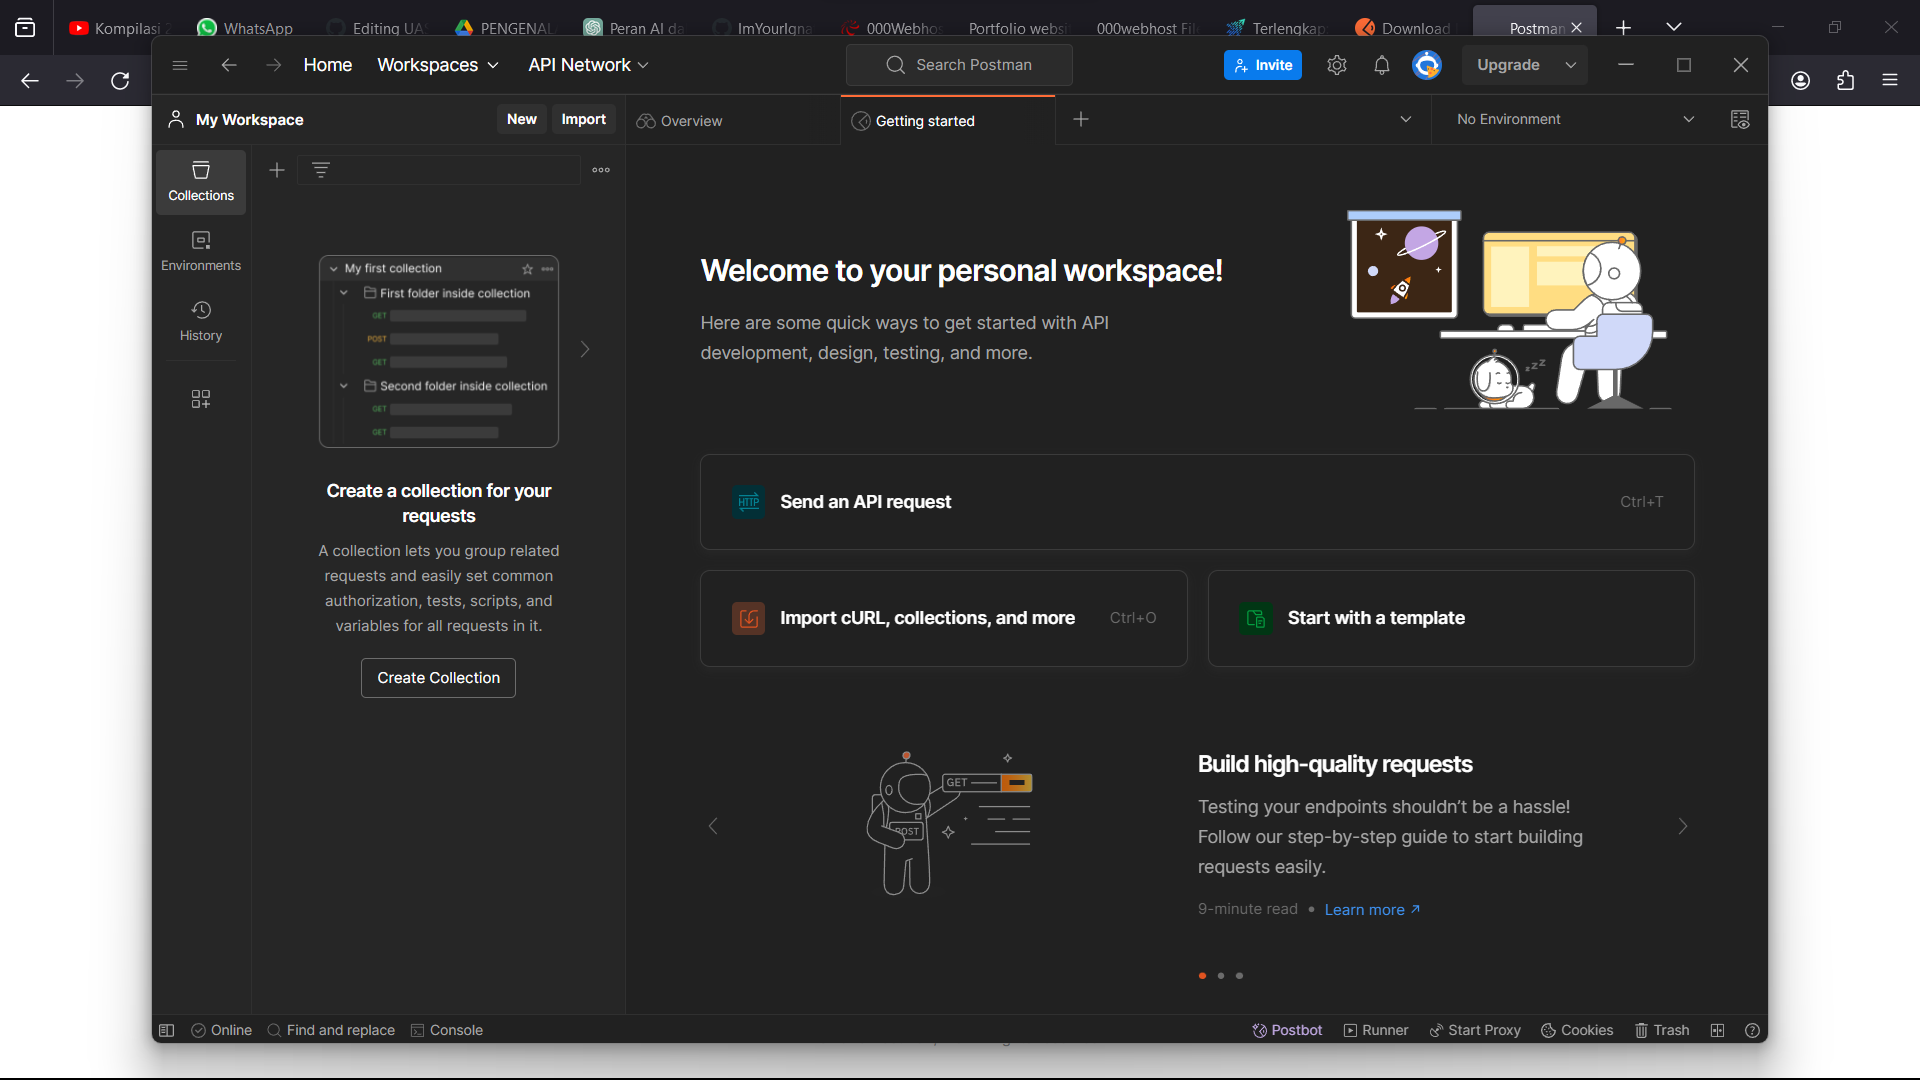 Kompilasi 2
WhatsApp
Editing UA
PENGENAL
Peran AI da
ImYourIgna
000Webhos
Portfolio websi
000webhost Fil
Terlengkap
Download
Postman
Home
Workspaces
API Network
Search Postman
Invite
Upgrade
My Workspace
New
Import
Overview
Getting started
No Environment
Collections
Environments
History
My first collection
First folder inside collection
GET
POST
GET
Second folder inside collection
GET
GET
Create a collection for your
requests
A collection lets you group related
requests and easily set common
authorization, tests, scripts, and
variables for all requests in it.
Create Collection
Welcome to your personal workspace!
Here are some quick ways to get started with API
development, design, testing, and more.
zzZ
HTTP
Send an API request
Ctrl+T
Import cURL, collections, and more
Ctrl+O
Start with a template
GET
POST
Build high-quality requests
Testing your endpoints shouldn’t be a hassle!
Follow our step-by-step guide to start building
requests easily.
9-minute read • Learn more ↗
Online
Find and replace
Console
Postbot
Runner
Start Proxy
Cookies
Trash